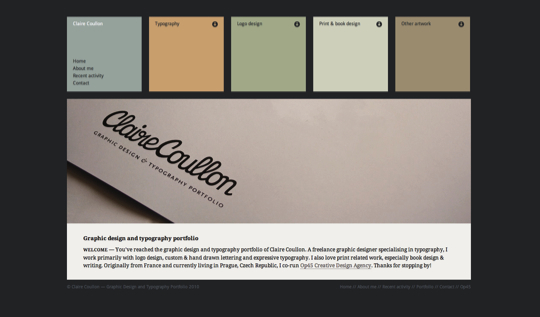 Claire Coullon
Home
About me
Recent activity
Contact
Typography
Logo design
Print & book design
Other artwork
Claire Coullon
GRAPHIC DESIGN & TYPOGRAPHY PORTFOLIO
Graphic design and typography portfolio
WELCOME — You've reached the graphic design and typography portfolio of Claire Coullon. A freelance graphic designer specialising in typography, I
work primarily with logo design, custom & hand drawn lettering and expressive typography. I also love print related work, especially book design &
writing. Originally from France and currently living in Prague, Czech Republic, I co-run Op45 Creative Design Agency. Thanks for stopping by!
© Claire Coullon — Graphic Design and Typography Portfolio 2010
Home // About me // Recent activity // Portfolio // Contact // Op45